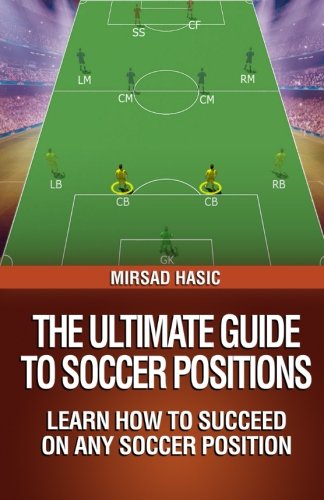 SS CF
LM RM
CM CM
LB RB
CB CB
GK
MIRSAD HASIC
THE ULTIMATE GUIDE
TO SOCCER POSITIONS
LEARN HOW TO SUCCEED
ON ANY SOCCER POSITION